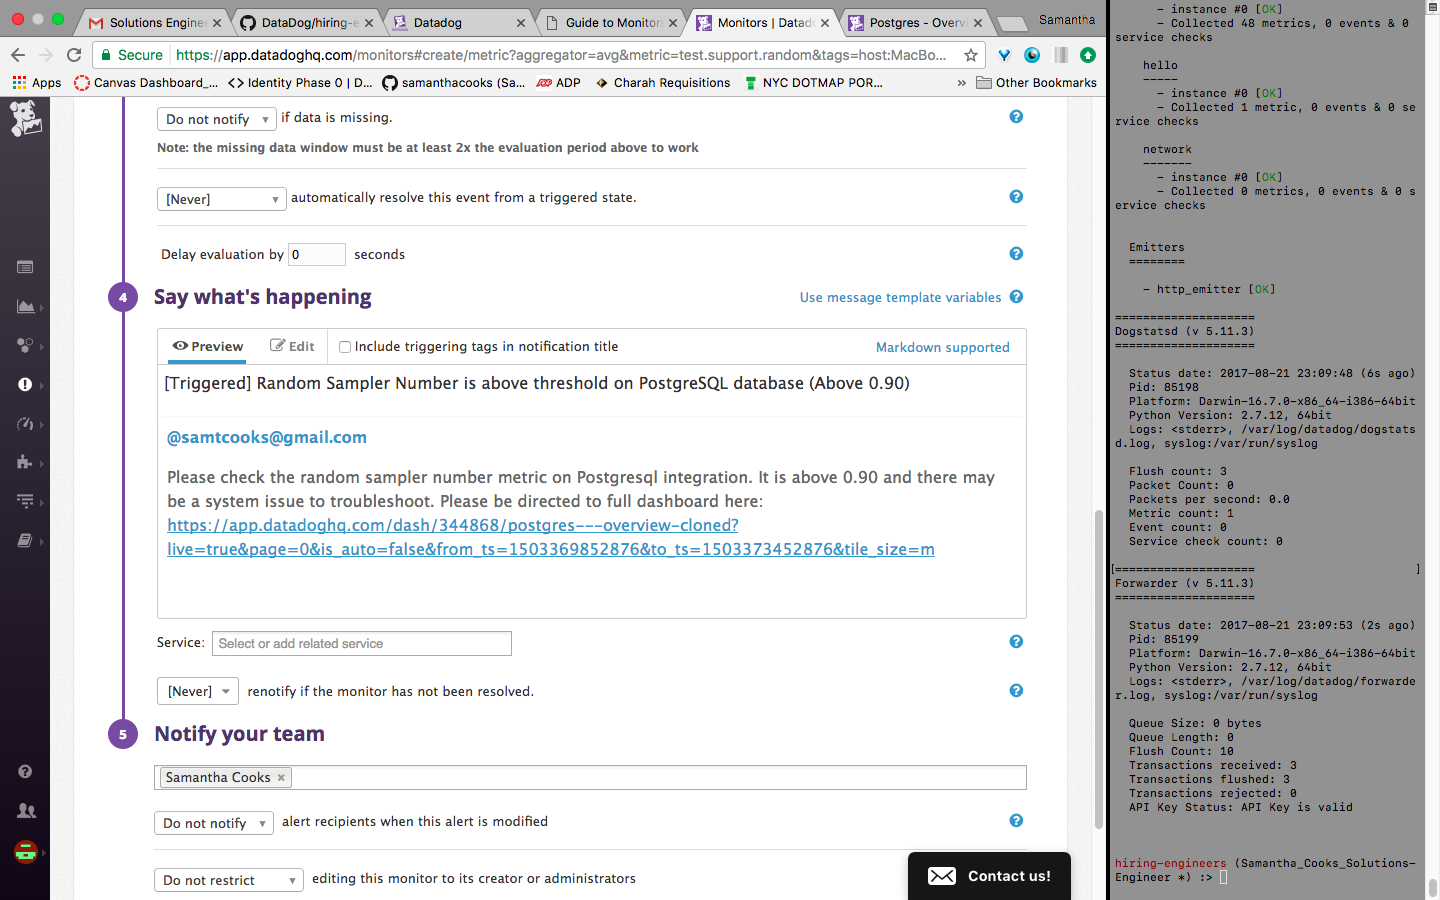 Solutions Enginee
DataDog/hiring-e
Datadog
Guide to Monitors
Monitors | Datad
Postgres - Overv
Samantha
Secure
https://app.datadoghq.com/monitors#create/metric?aggregator=avg&metric=test.support.random&tags=host:MacBo...
Apps
Canvas Dashboard_...
<> Identity Phase 0 | D...
samanthacooks (Sa...
ADP
Charah Requisitions
NYC DOTMAP POR...
»
Other Bookmarks
Do not notify
if data is missing.
Note: the missing data window must be at least 2x the evaluation period above to work
[Never]
automatically resolve this event from a triggered state.
Delay evaluation by 0 seconds
4
Say what's happening
Use message template variables
Preview
Edit
Include triggering tags in notification title
Markdown supported
[Triggered] Random Sampler Number is above threshold on PostgreSQL database (Above 0.90)
@samtcooks@gmail.com
Please check the random sampler number metric on Postgresql integration. It is above 0.90 and there may
be a system issue to troubleshoot. Please be directed to full dashboard here:
https://app.datadoghq.com/dash/344868/postgres---overview-cloned?
live=true&page=0&is_auto=false&from_ts=1503369852876&to_ts=1503373452876&tile_size=m
Service:
Select or add related service
[Never]
renotify if the monitor has not been resolved.
5
Notify your team
Samantha Cooks ×
Do not notify
alert recipients when this alert is modified
Do not restrict
editing this monitor to its creator or administrators
Contact us!
- instance #0 [OK]
- Collected 48 metrics, 0 events & 0
service checks
hello
-----
- instance #0 [OK]
- Collected 1 metric, 0 events & 0 se
rvice checks
network
-------
- instance #0 [OK]
- Collected 0 metrics, 0 events & 0 s
ervice checks
Emitters
========
- http_emitter [OK]
====================
Dogstatsd (v 5.11.3)
====================
Status date: 2017-08-21 23:09:48 (6s ago)
Pid: 85198
Platform: Darwin-16.7.0-x86_64-i386-64bit
Python Version: 2.7.12, 64bit
Logs: <stderr>, /var/log/datadog/dogstats
d.log, syslog:/var/run/syslog
Flush count: 3
Packet Count: 0
Packets per second: 0.0
Metric count: 1
Event count: 0
Service check count: 0
[==================== ]
Forwarder (v 5.11.3)
====================
Status date: 2017-08-21 23:09:53 (2s ago)
Pid: 85199
Platform: Darwin-16.7.0-x86_64-i386-64bit
Python Version: 2.7.12, 64bit
Logs: <stderr>, /var/log/datadog/forwarde
r.log, syslog:/var/run/syslog
Queue Size: 0 bytes
Queue Length: 0
Flush Count: 10
Transactions received: 3
Transactions flushed: 3
Transactions rejected: 0
API Key Status: API Key is valid
hiring-engineers (Samantha_Cooks_Solutions-
Engineer *) :>